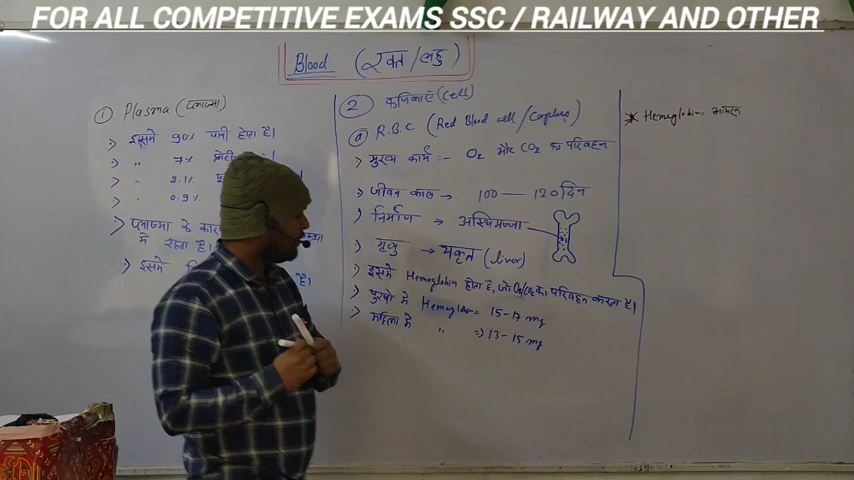 FOR ALL COMPETITIVE EXAMS SSC / RAILWAY AND OTHER
Blood (रक्त/लहु)
① Plasma (प्लाज्मा)
इसमे 90% पानी होता है।
" 7%
" 2.1%
" 0.9%
प्लाज्मा के
मे रहता है।
इसमे
है।
② कणिकाएँ (Cell)
ⓐ R.B.C (Red Blood cell /
मुख्य कार्य :- O₂ और CO₂ का परिवहन
जीवन काल → 100 — 120 दिन
निर्माण → अस्थिमज्जा
मृत्यु → यकृत (liver)
इसमे Hemoglobin होता है, जो O₂/CO₂ का परिवहन करता है।
पुरुषो मे Hemoglobin = 15-17 mg
महिला मे " => 13-15 mg
* Hemoglobin